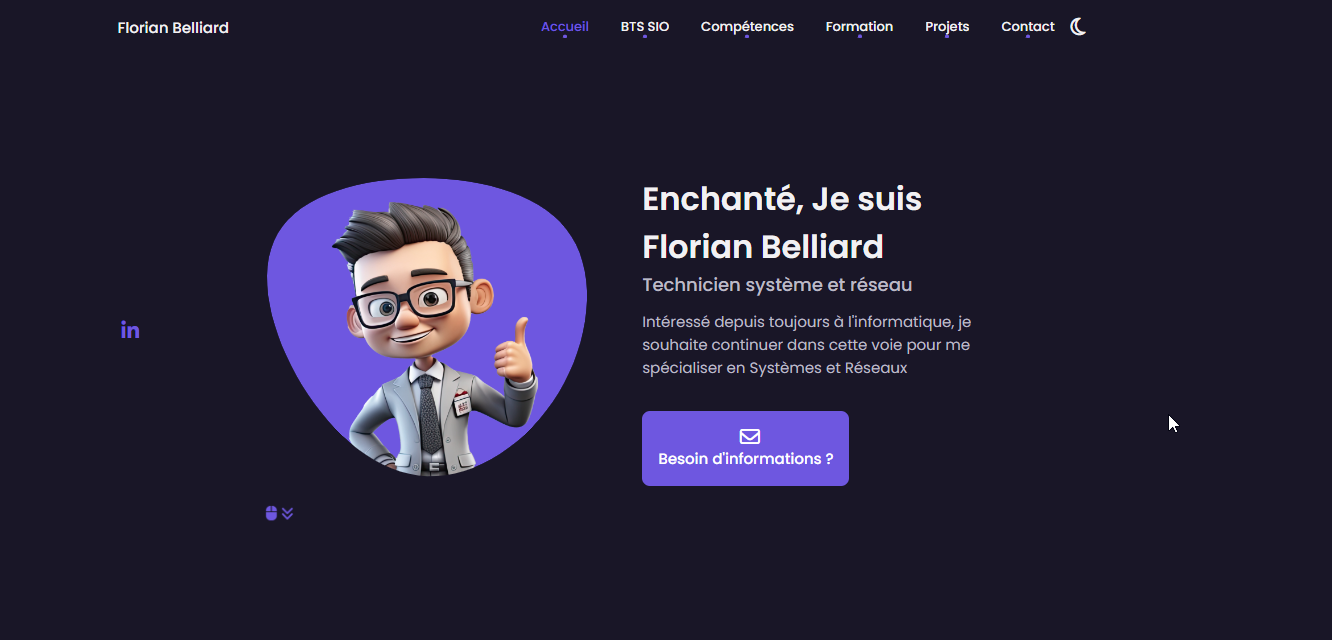 Florian Belliard
Accueil
BTS SIO
Compétences
Formation
Projets
Contact
in
Enchanté, Je suis
Florian Belliard
Technicien système et réseau
Intéressé depuis toujours à l'informatique, je
souhaite continuer dans cette voie pour me
spécialiser en Systèmes et Réseaux
Besoin d'informations ?